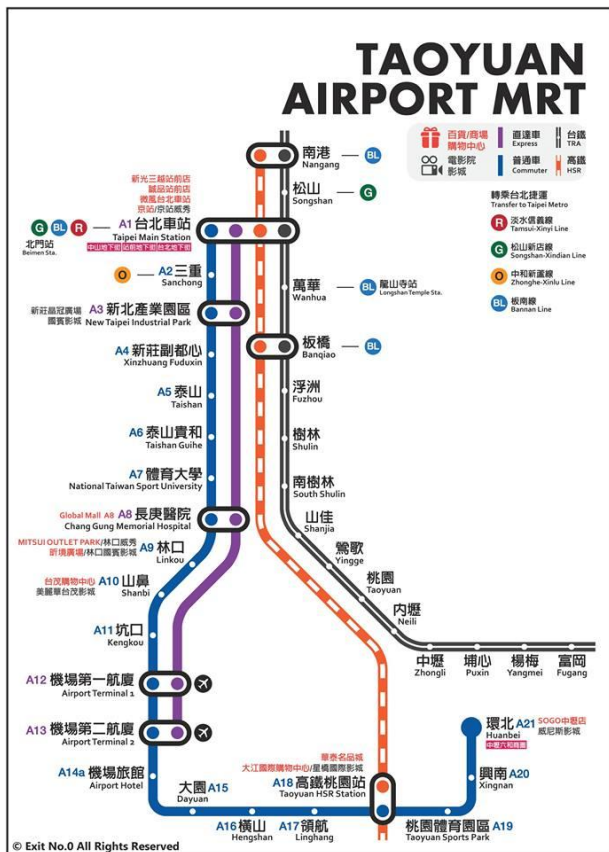 TAOYUAN
AIRPORT MRT
百貨/商場
購物中心
電影院
影城
直達車
Express
普通車
Commuter
台鐵
TRA
高鐵
HSR
轉乘台北捷運
Transfer to Taipei Metro
R 淡水信義線
Tamsui-Xinyi Line
G 松山新店線
Songshan-Xindian Line
O 中和新蘆線
Zhonghe-Xinlu Line
BL 板南線
Bannan Line
南港
Nangang
BL
松山
Songshan
G
新光三越站前店
誠品站前店
微風台北車站
京站/京站威秀
G BL R
北門站
Beimen Sta.
A1 台北車站
Taipei Main Station
中山地下街 站前地下街 台北地下街
O
A2 三重
Sanchong
萬華
Wanhua
BL 龍山寺站
Longshan Temple Sta.
新莊晶冠廣場
國賓影城
A3 新北產業園區
New Taipei Industrial Park
板橋
Banqiao
BL
A4 新莊副都心
Xinzhuang Fuduxin
浮洲
Fuzhou
A5 泰山
Taishan
A6 泰山貴和
Taishan Guihe
樹林
Shulin
A7 體育大學
National Taiwan Sport University
南樹林
South Shulin
Global Mall A8
A8 長庚醫院
Chang Gung Memorial Hospital
山佳
Shanjia
MITSUI OUTLET PARK/林口威秀
昕境廣場/林口國賓影城
A9 林口
Linkou
鶯歌
Yingge
台茂購物中心
美麗華台茂影城
A10 山鼻
Shanbi
桃園
Taoyuan
內壢
Neili
A11 坑口
Kengkou
中壢
Zhongli
埔心
Puxin
楊梅
Yangmei
富岡
Fugang
A12 機場第一航廈
Airport Terminal 1
A13 機場第二航廈
Airport Terminal 2
環北 A21
Huanbei
中壢六和商圈
SOGO中壢店
威尼斯影城
華泰名品城
大江國際購物中心/星橋國際影城
A14a 機場旅館
Airport Hotel
大園 A15
Dayuan
A18 高鐵桃園站
Taoyuan HSR Station
興南 A20
Xingnan
A16 橫山
Hengshan
A17 領航
Linghang
桃園體育園區 A19
Taoyuan Sports Park
© Exit No.0 All Rights Reserved